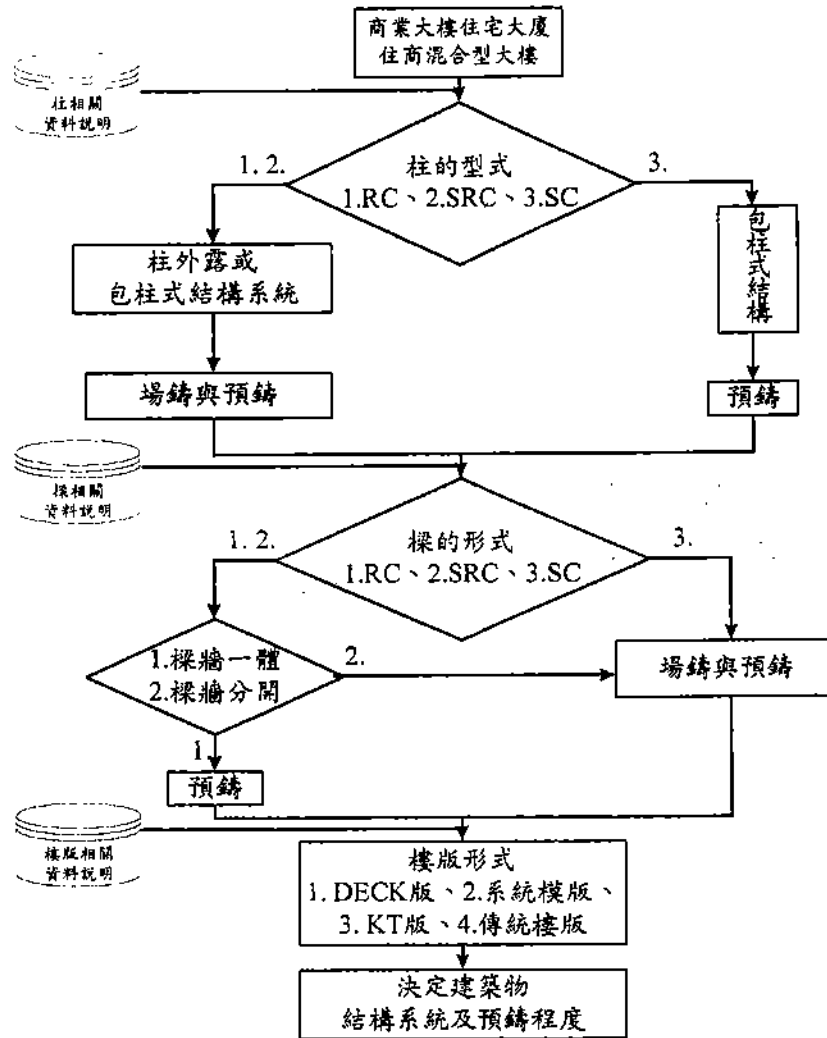 商業大樓住宅大廈
住商混合型大樓
柱相關
資料說明
柱的型式
1.RC、2.SRC、3.SC
1. 2.
3.
柱外露或
包柱式結構系統
包柱式結構
場鑄與預鑄
預鑄
樑相關
資料說明
樑的形式
1.RC、2.SRC、3.SC
1. 2.
3.
1.樑牆一體
2.樑牆分開
2.
場鑄與預鑄
1.
預鑄
樓版相關
資料說明
樓版形式
1. DECK版、2.系統模版、
3. KT版、4.傳統樓版
決定建築物
結構系統及預鑄程度